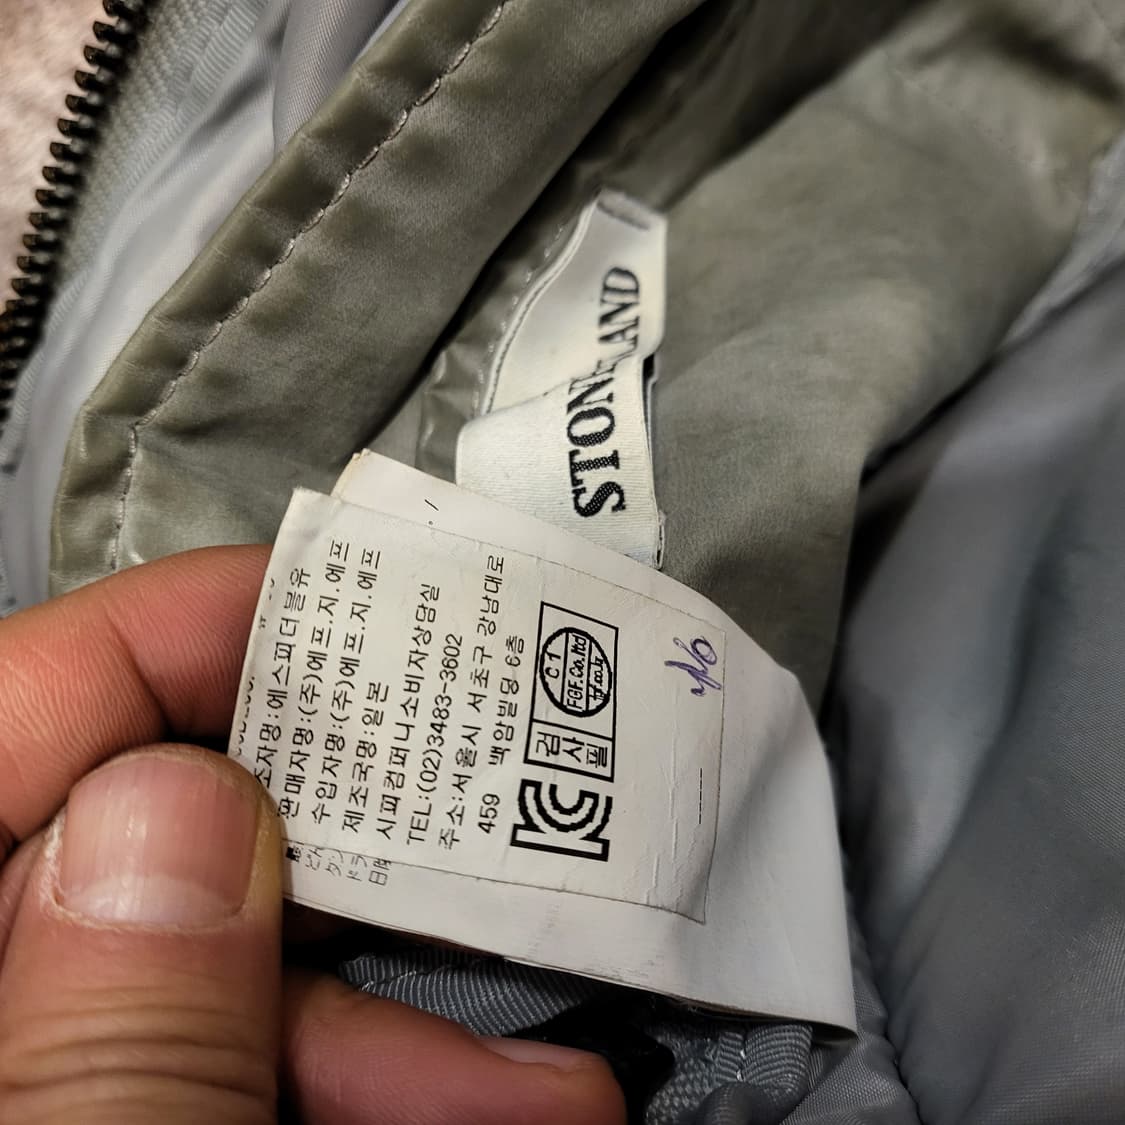 STONE ISLAND
제조자명:에스피더블유
판매자명:(주)에프.지.에프
수입자명:(주)에프.지.에프
제조국명:일본
시피컴퍼니소비자상담실
TEL:(02)3483-3602
주소:서울시 서초구 강남대로
459 백암빌딩 6층
검사필
C 1
FGF.Co.ltd